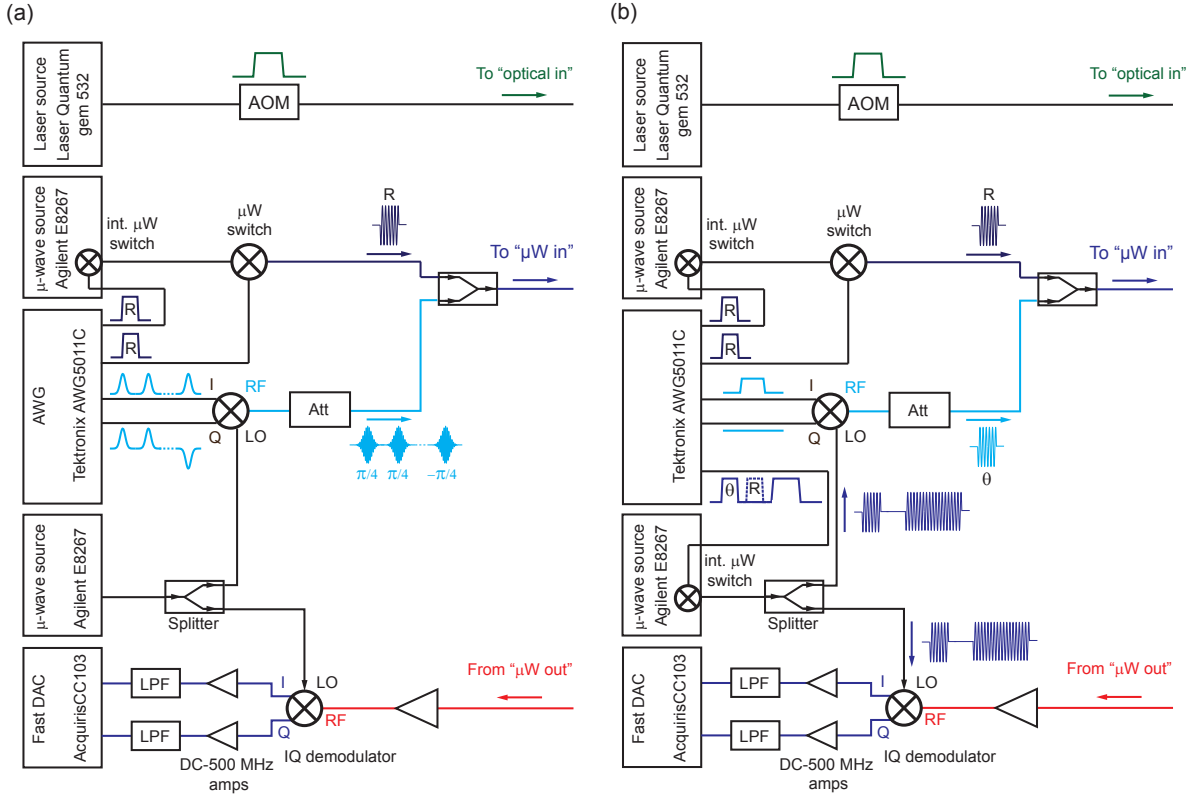 (a)
Laser source
Laser Quantum
gem 532
AOM
To “optical in”
μ-wave source
Agilent E8267
int. μW
switch
μW
switch
R
To “μW in”
R
R
AWG
Tektronix AWG5011C
I
Q
RF
LO
Att
π/4
π/4
−π/4
μ-wave source
Agilent E8267
Splitter
Fast DAC
AcquirisCC103
LPF
LPF
I
Q
LO
RF
From “μW out”
IQ demodulator
DC-500 MHz
amps
(b)
Laser source
Laser Quantum
gem 532
AOM
To “optical in”
μ-wave source
Agilent E8267
int. μW
switch
μW
switch
R
To “μW in”
R
R
Tektronix AWG5011C
I
Q
RF
LO
Att
θ
θ
R
μ-wave source
Agilent E8267
int. μW
switch
Splitter
Fast DAC
AcquirisCC103
LPF
LPF
I
Q
LO
RF
From “μW out”
IQ demodulator
DC-500 MHz
amps